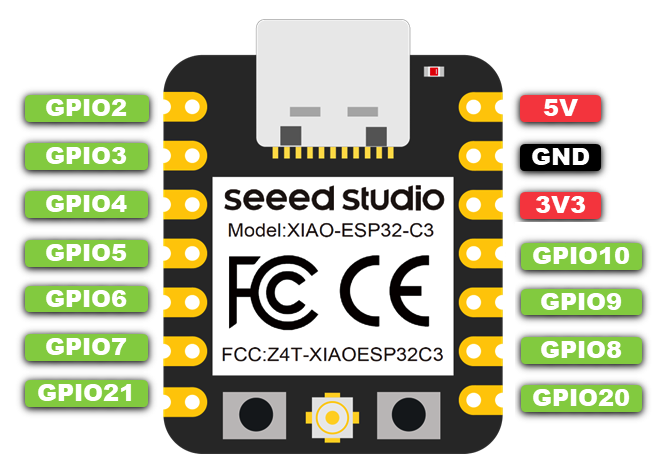 GPIO2
GPIO3
GPIO4
GPIO5
GPIO6
GPIO7
GPIO21
seeed studio
Model:XIAO-ESP32-C3
FC CE
FCC:Z4T-XIAOESP32C3
5V
GND
3V3
GPIO10
GPIO9
GPIO8
GPIO20